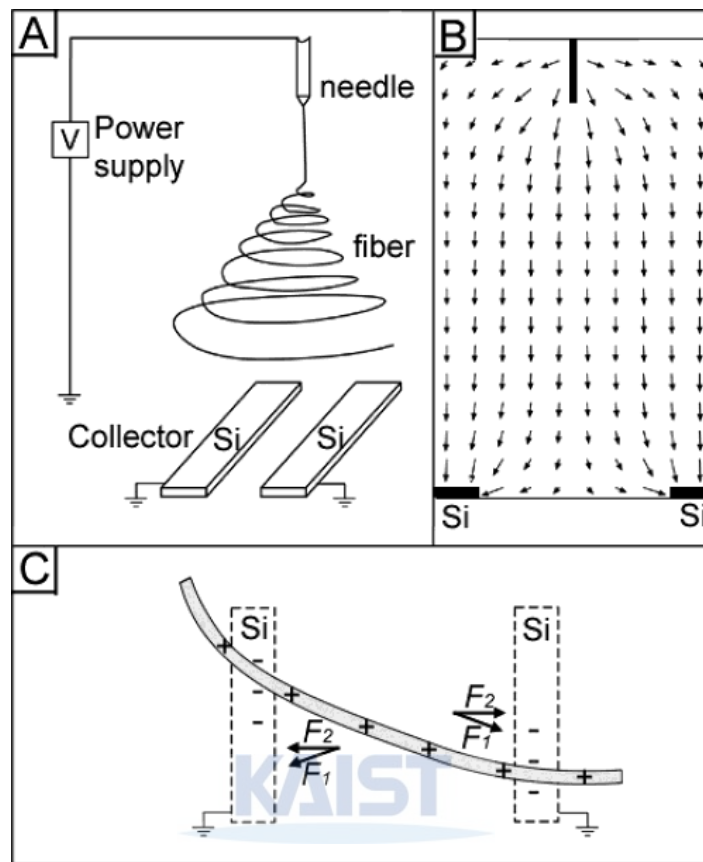 A
needle
V
Power
supply
fiber
Collector
Si
Si
B
Si
Si
C
Si
Si
+
-
-
-
+
+
+
+
+
-
-
-
F2
F1
F2
F1
KAIST